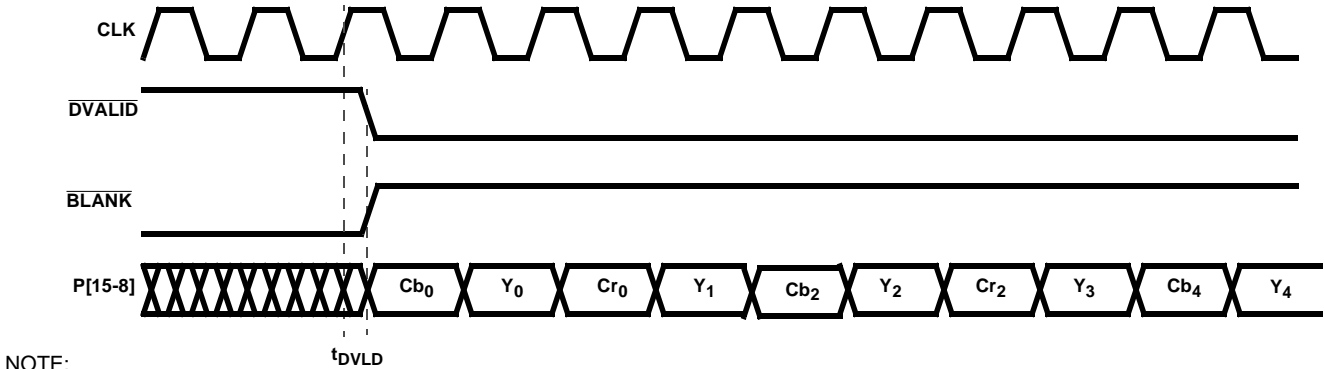 CLK
DVALID
BLANK
P[15-8] Cb0 Y0 Cr0 Y1 Cb2 Y2 Cr2 Y3 Cb4 Y4
tDVLD
NOTE: